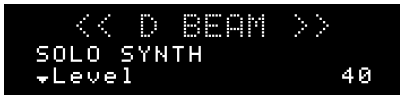 << D BEAM >>
SOLO SYNTH
Level 40